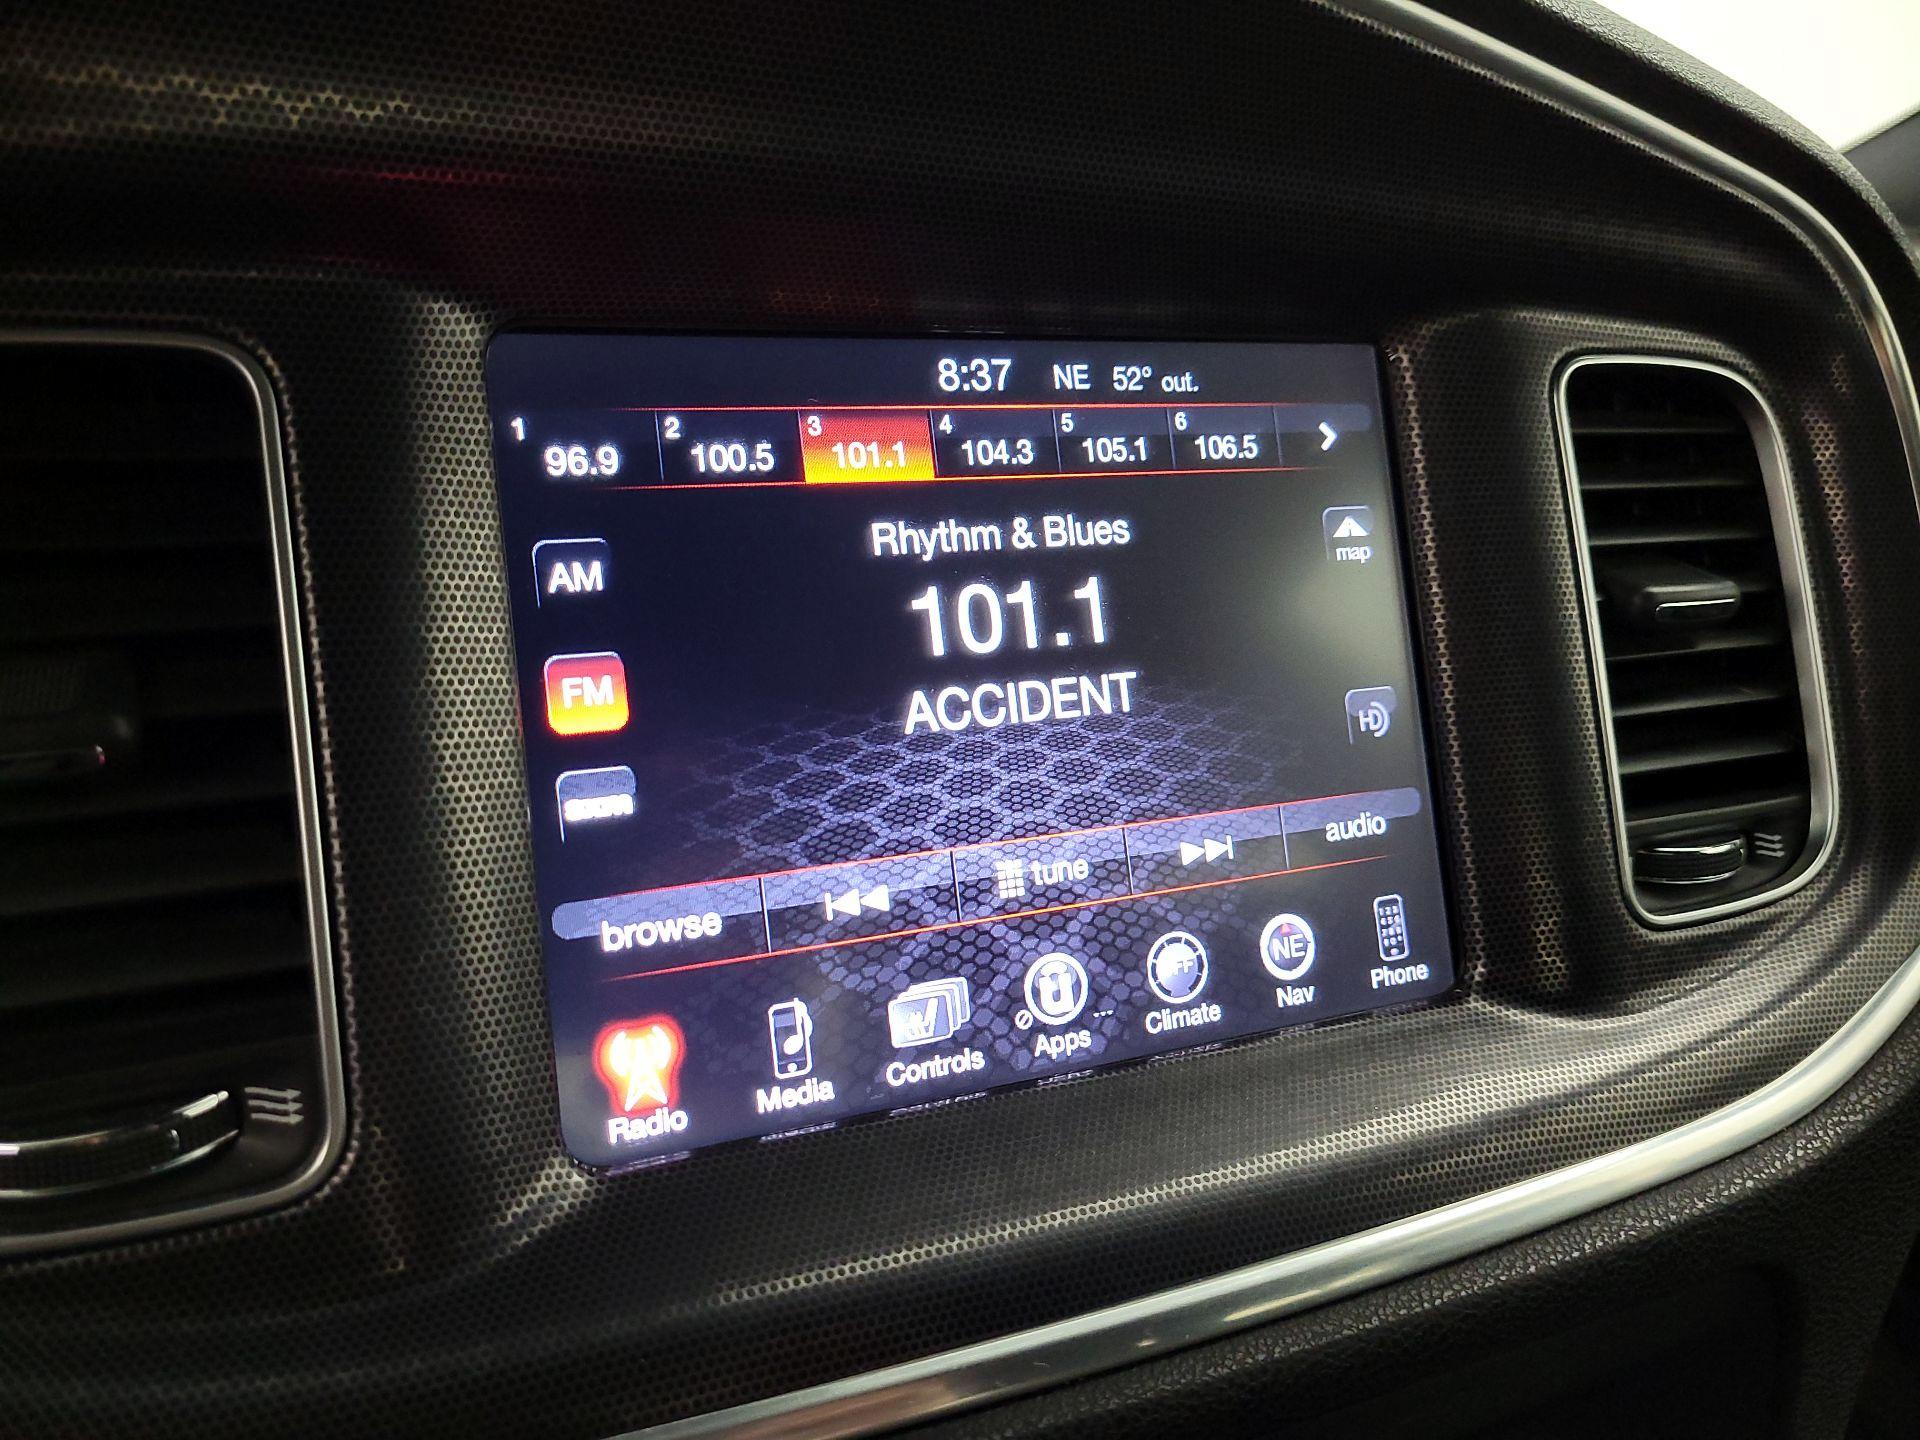 8:37 NE 52° out.
1 96.9 2 100.5 3 101.1 4 104.3 5 105.1 6 106.5
Rhythm & Blues
map
AM
101.1
FM
ACCIDENT
HD
audio
tune
browse
NE
OFF
Phone
Nav
Climate
Apps
Controls
Media
Radio